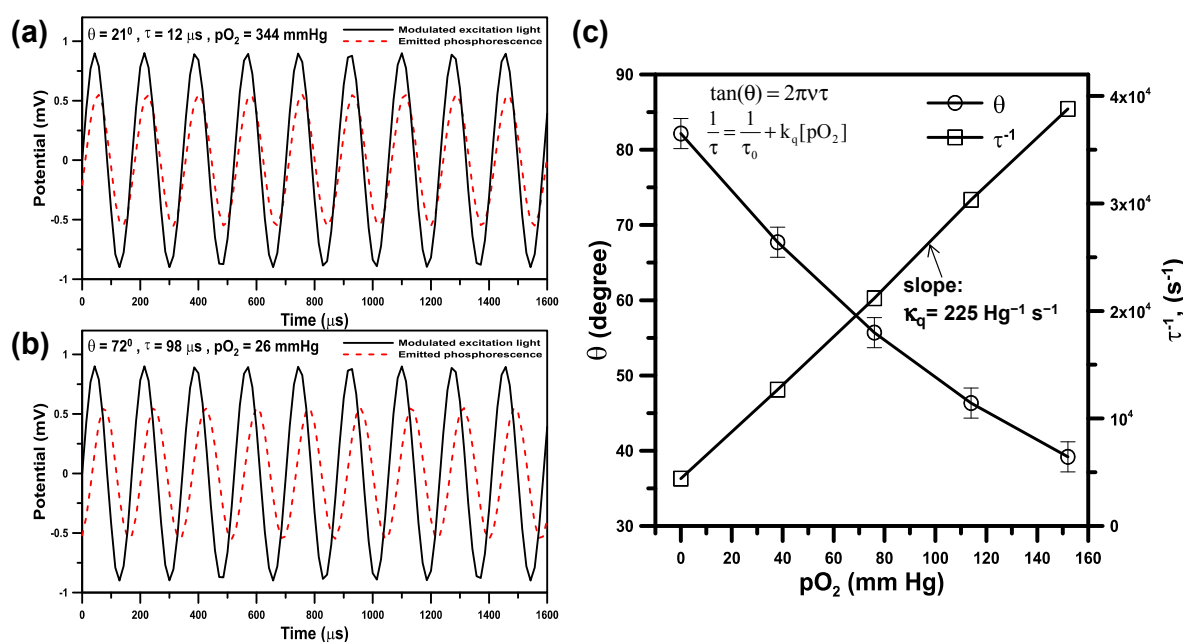 (a)
θ = 21⁰ , τ = 12 μs , pO₂ = 344 mmHg
Modulated excitation light
Emitted phosphorescence
1
0.5
0
-0.5
-1
Potential (mV)
0 200 400 600 800 1000 1200 1400 1600
Time (μs)
(b)
θ = 72⁰ , τ = 98 μs , pO₂ = 26 mmHg
Modulated excitation light
Emitted phosphorescence
1
0.5
0
-0.5
-1
Potential (mV)
0 200 400 600 800 1000 1200 1400 1600
Time (μs)
(c)
tan(θ) = 2πντ
1/τ = 1/τ₀ + k_q[pO₂]
θ
τ⁻¹
slope:
κ_q= 225 Hg⁻¹ s⁻¹
90
80
70
60
50
40
30
θ (degree)
4x10⁴
3x10⁴
2x10⁴
10⁴
0
τ⁻¹, (s⁻¹)
0 20 40 60 80 100 120 140 160
pO₂ (mm Hg)